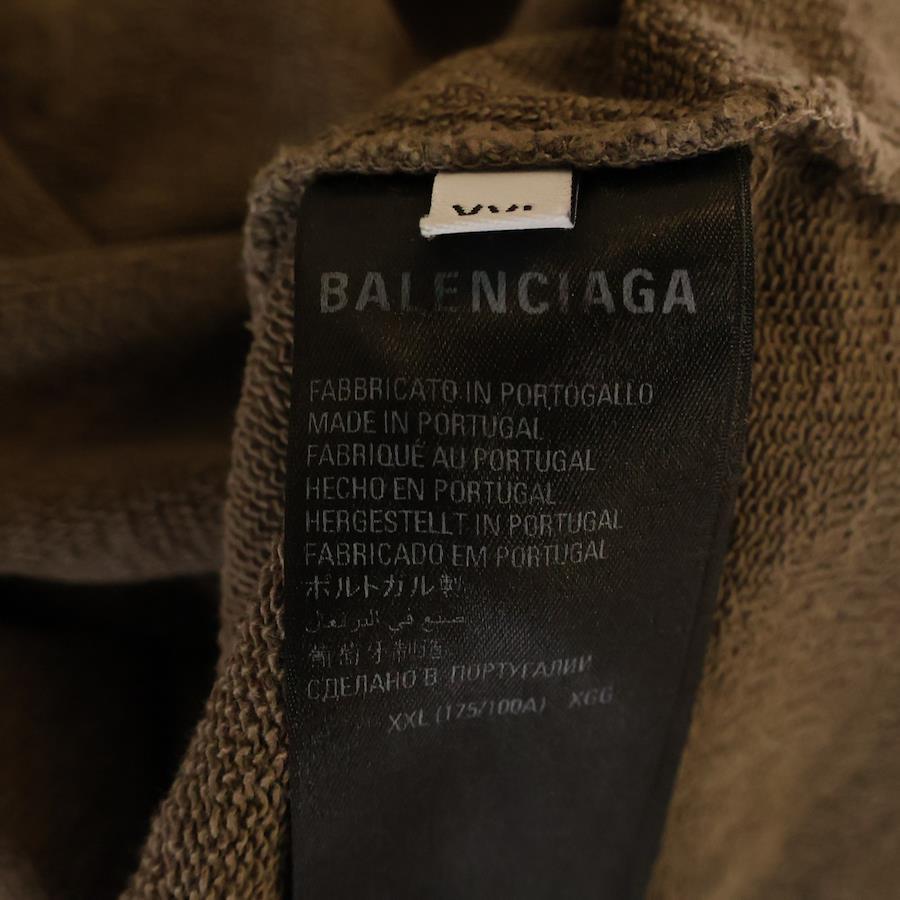 BALENCIAGA
FABBRICATO IN PORTOGALLO
MADE IN PORTUGAL
FABRIQUÉ AU PORTUGAL
HECHO EN PORTUGAL
HERGESTELLT IN PORTUGAL
FABRICADO EM PORTUGAL
ポルトガル製
صنع في البرتغال
葡萄牙制造
СДЕЛАНО В ПОРТУГАЛИИ
XXL (175/100A) XGG